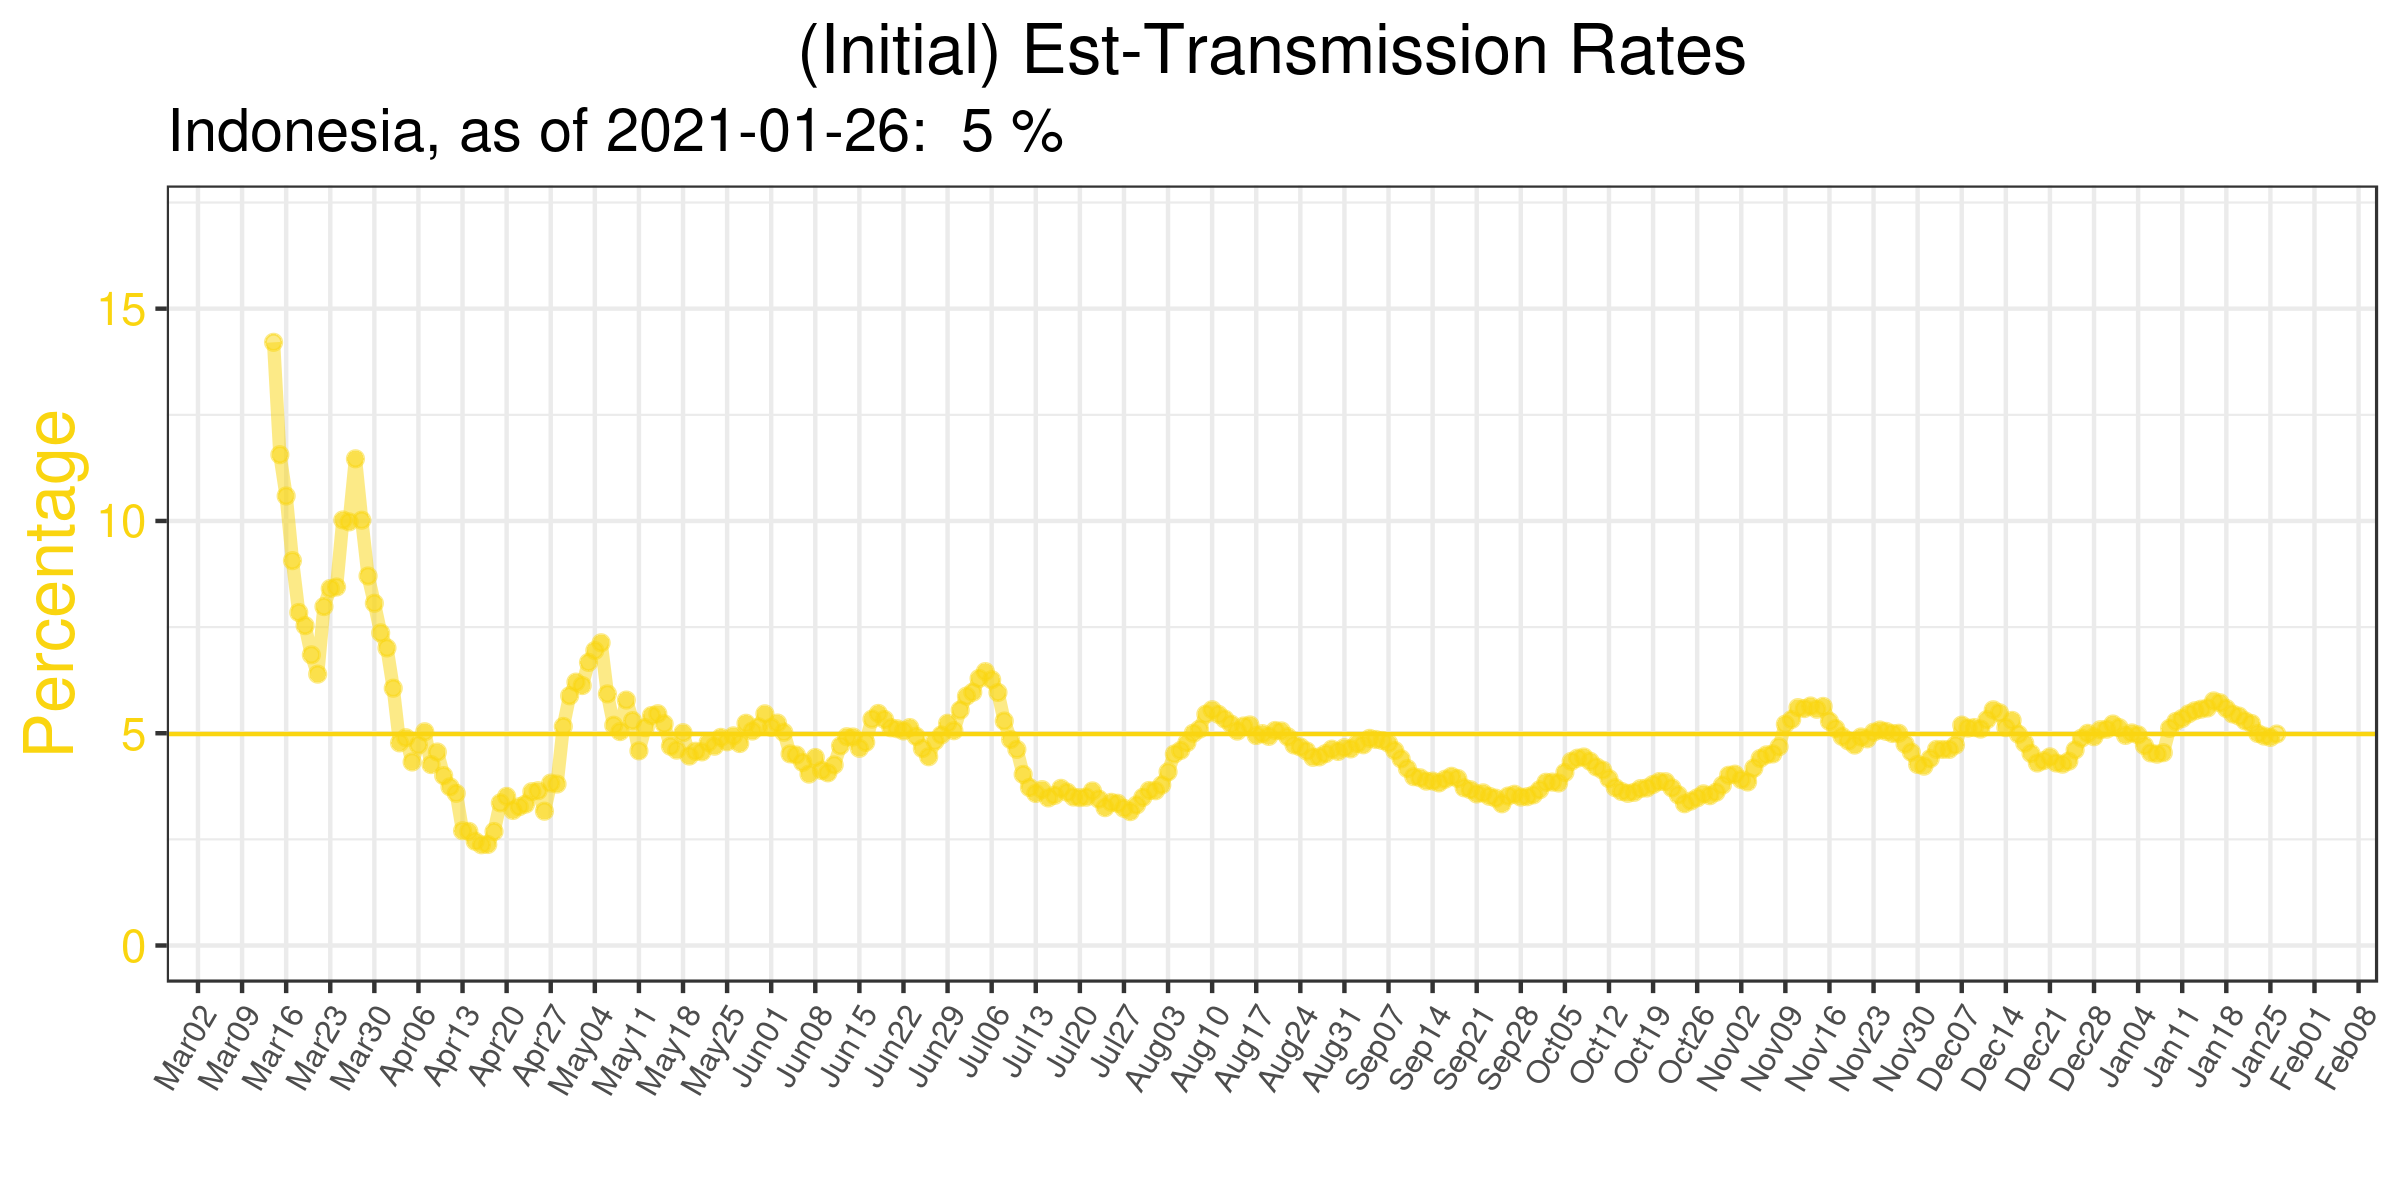 (Initial) Est-Transmission Rates
Indonesia, as of 2021-01-26:  5 %
Percentage
15
10
5
0
Mar02 Mar09 Mar16 Mar23 Mar30 Apr06 Apr13 Apr20 Apr27 May04 May11 May18 May25 Jun01 Jun08 Jun15 Jun22 Jun29 Jul06 Jul13 Jul20 Jul27 Aug03 Aug10 Aug17 Aug24 Aug31 Sep07 Sep14 Sep21 Sep28 Oct05 Oct12 Oct19 Oct26 Nov02 Nov09 Nov16 Nov23 Nov30 Dec07 Dec14 Dec21 Dec28 Jan04 Jan11 Jan18 Jan25 Feb01 Feb08